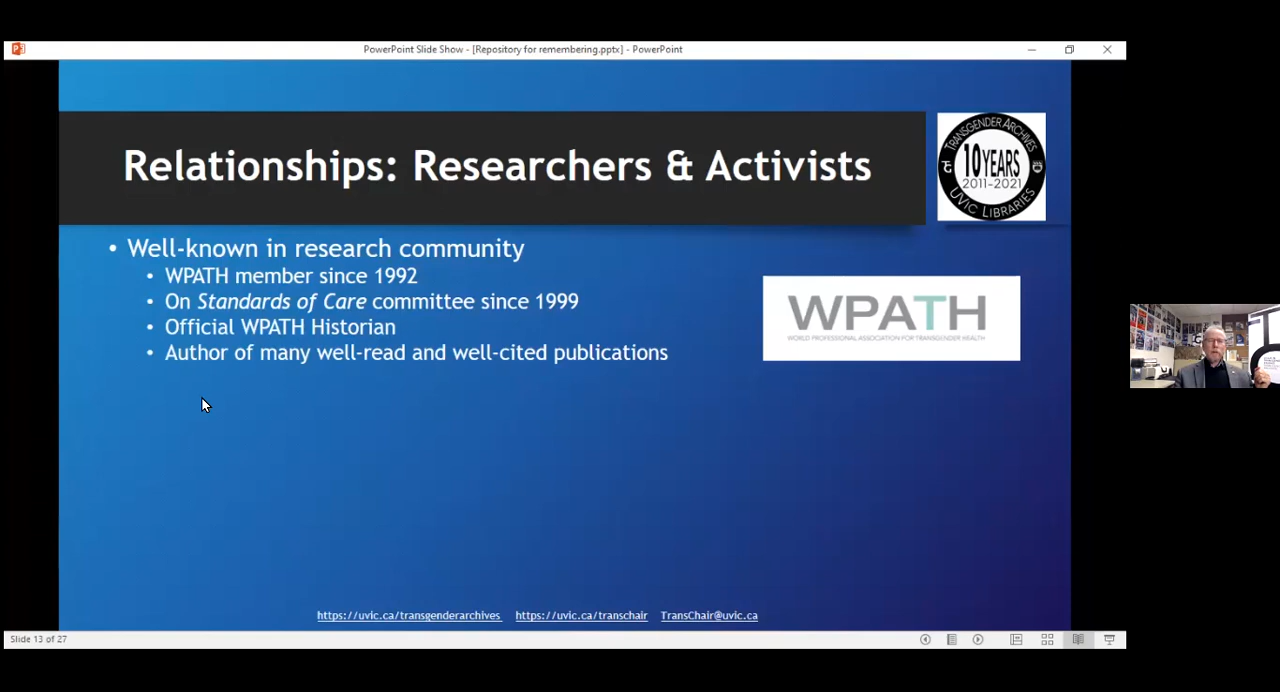 PowerPoint Slide Show - [Repository for remembering.pptx] - PowerPoint
Relationships: Researchers & Activists
TRANSGENDER ARCHIVES
10 YEARS
2011-2021
UVIC LIBRARIES
• Well-known in research community
• WPATH member since 1992
• On Standards of Care committee since 1999
• Official WPATH Historian
• Author of many well-read and well-cited publications
WPATH
WORLD PROFESSIONAL ASSOCIATION FOR TRANSGENDER HEALTH
https://uvic.ca/transgenderarchives https://uvic.ca/transchair TransChair@uvic.ca
Slide 13 of 27